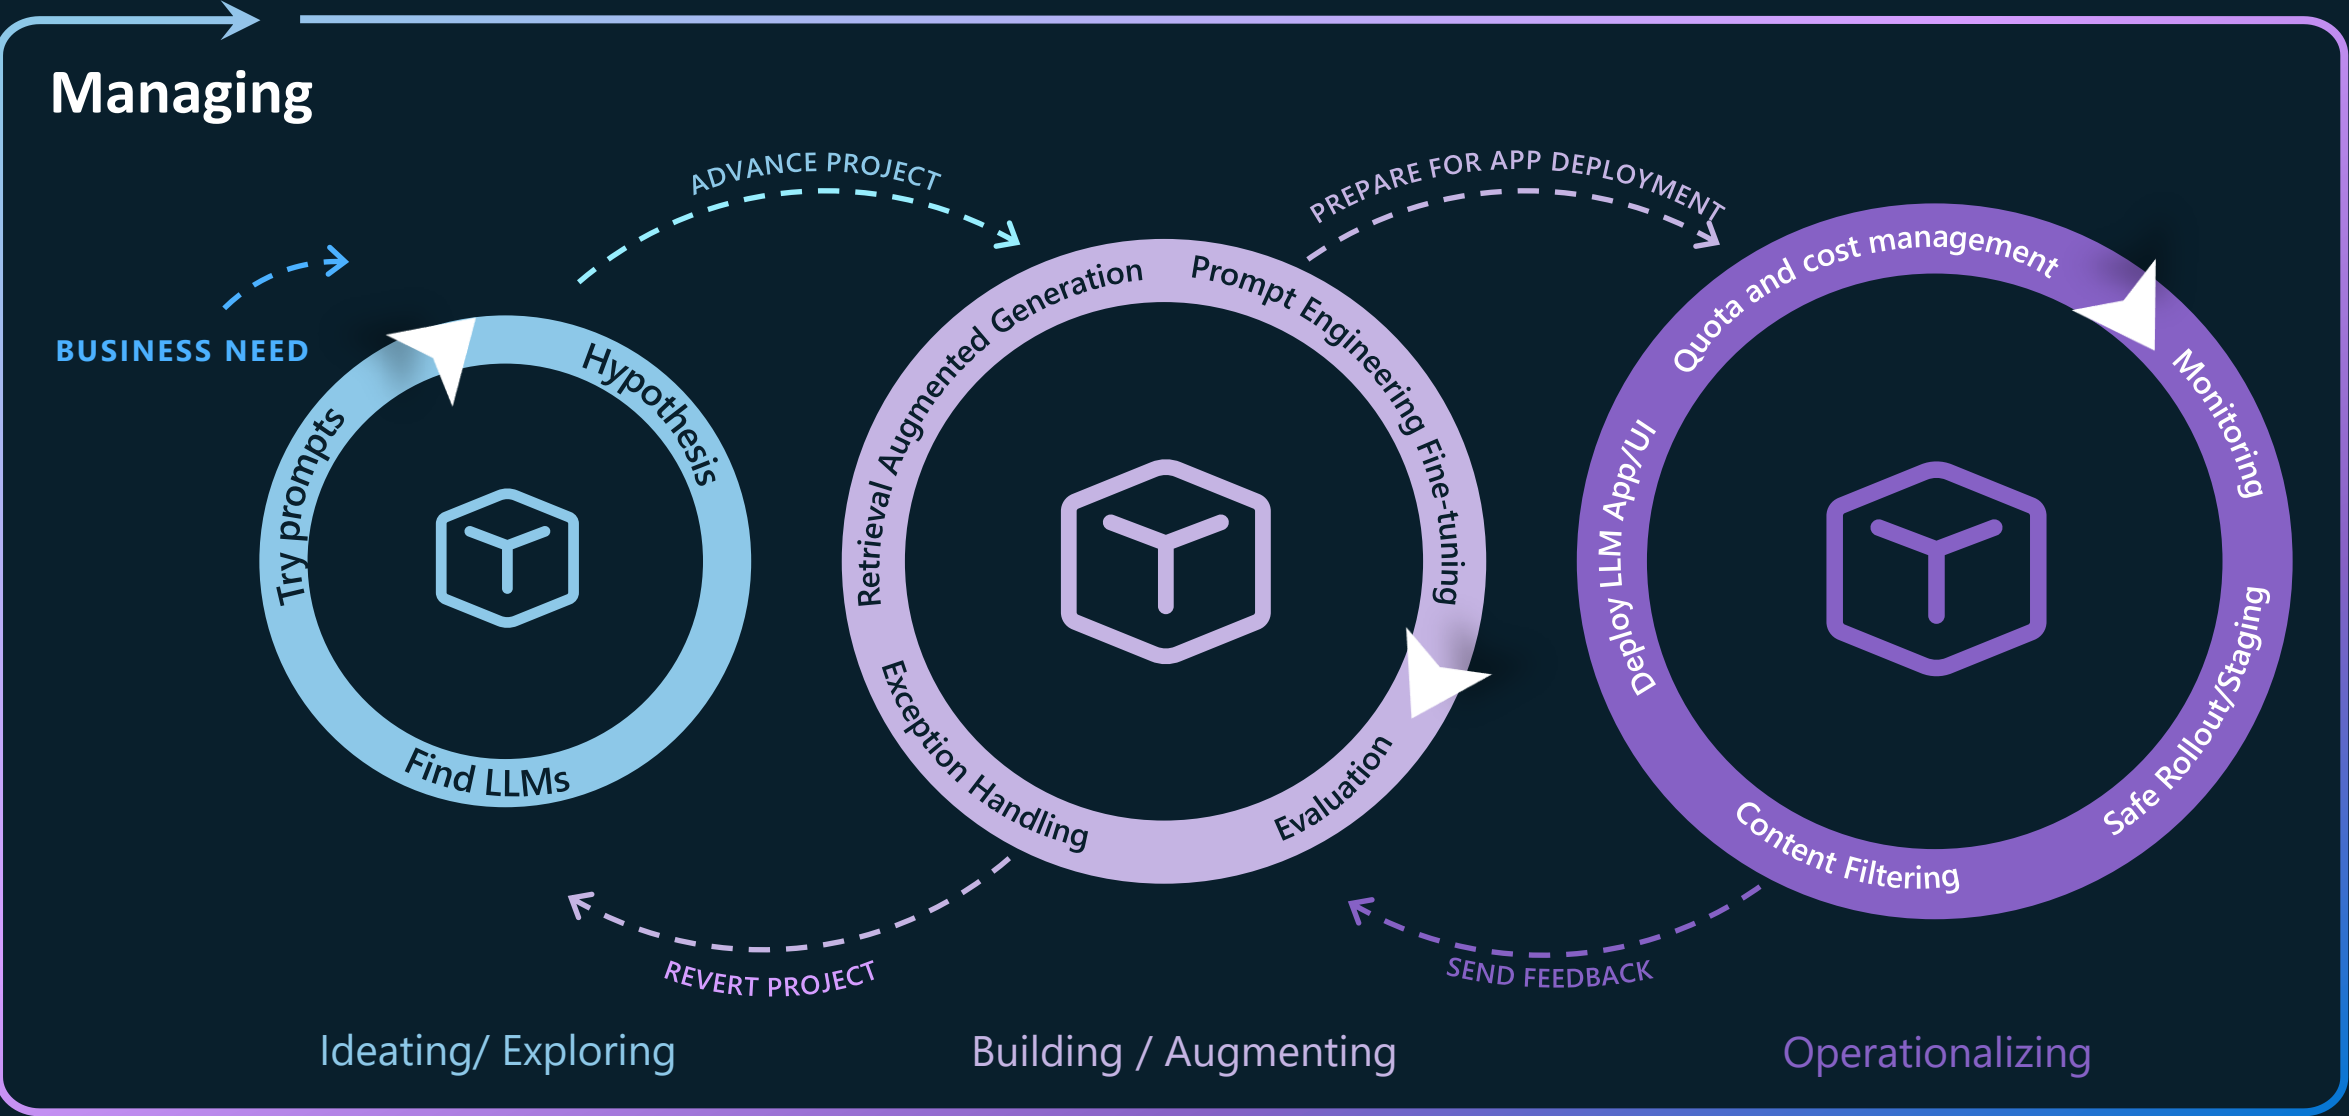 Managing
BUSINESS NEED
ADVANCE PROJECT
PREPARE FOR APP DEPLOYMENT
Try prompts
Hypothesis
Find LLMs
Retrieval Augmented Generation
Prompt Engineering
Fine-tuning
Exception Handling
Evaluation
Quota and cost management
Monitoring
Deploy LLM App/UI
Safe Rollout/Staging
Content Filtering
REVERT PROJECT
SEND FEEDBACK
Ideating/ Exploring
Building / Augmenting
Operationalizing